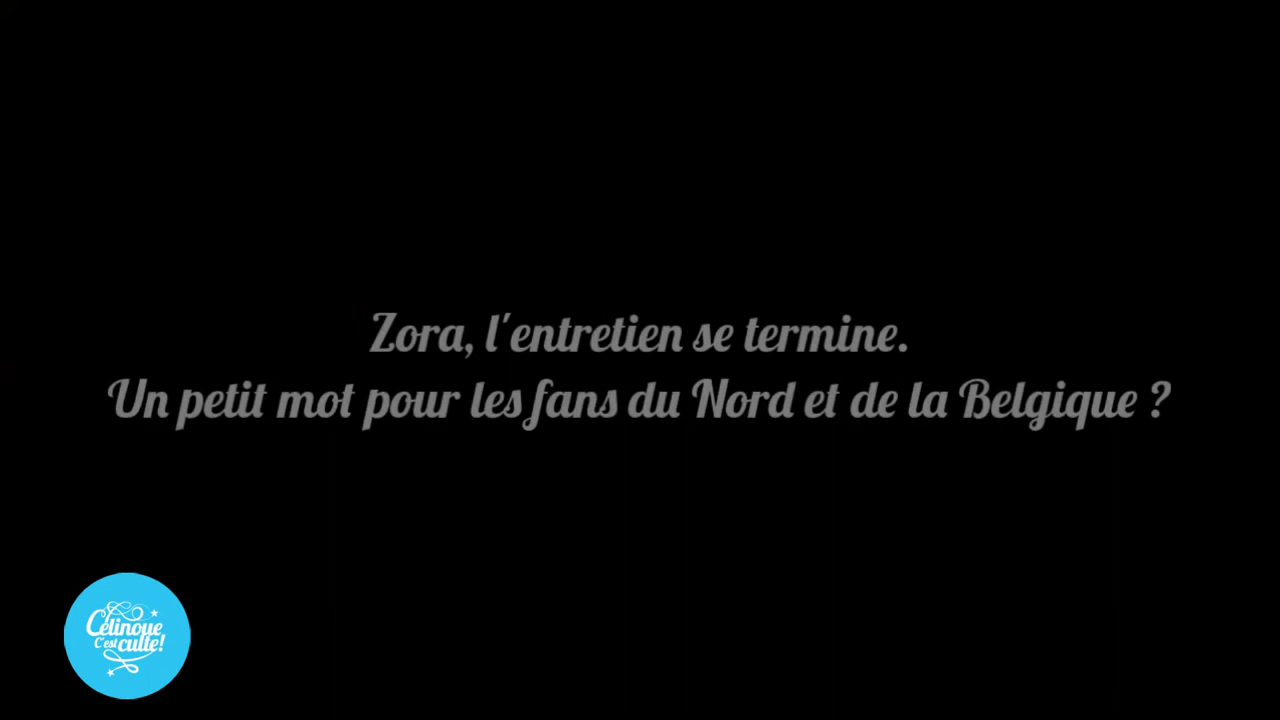 Zora, l'entretien se termine.
Un petit mot pour les fans du Nord et de la Belgique ?
Célinoue
C'est culte!